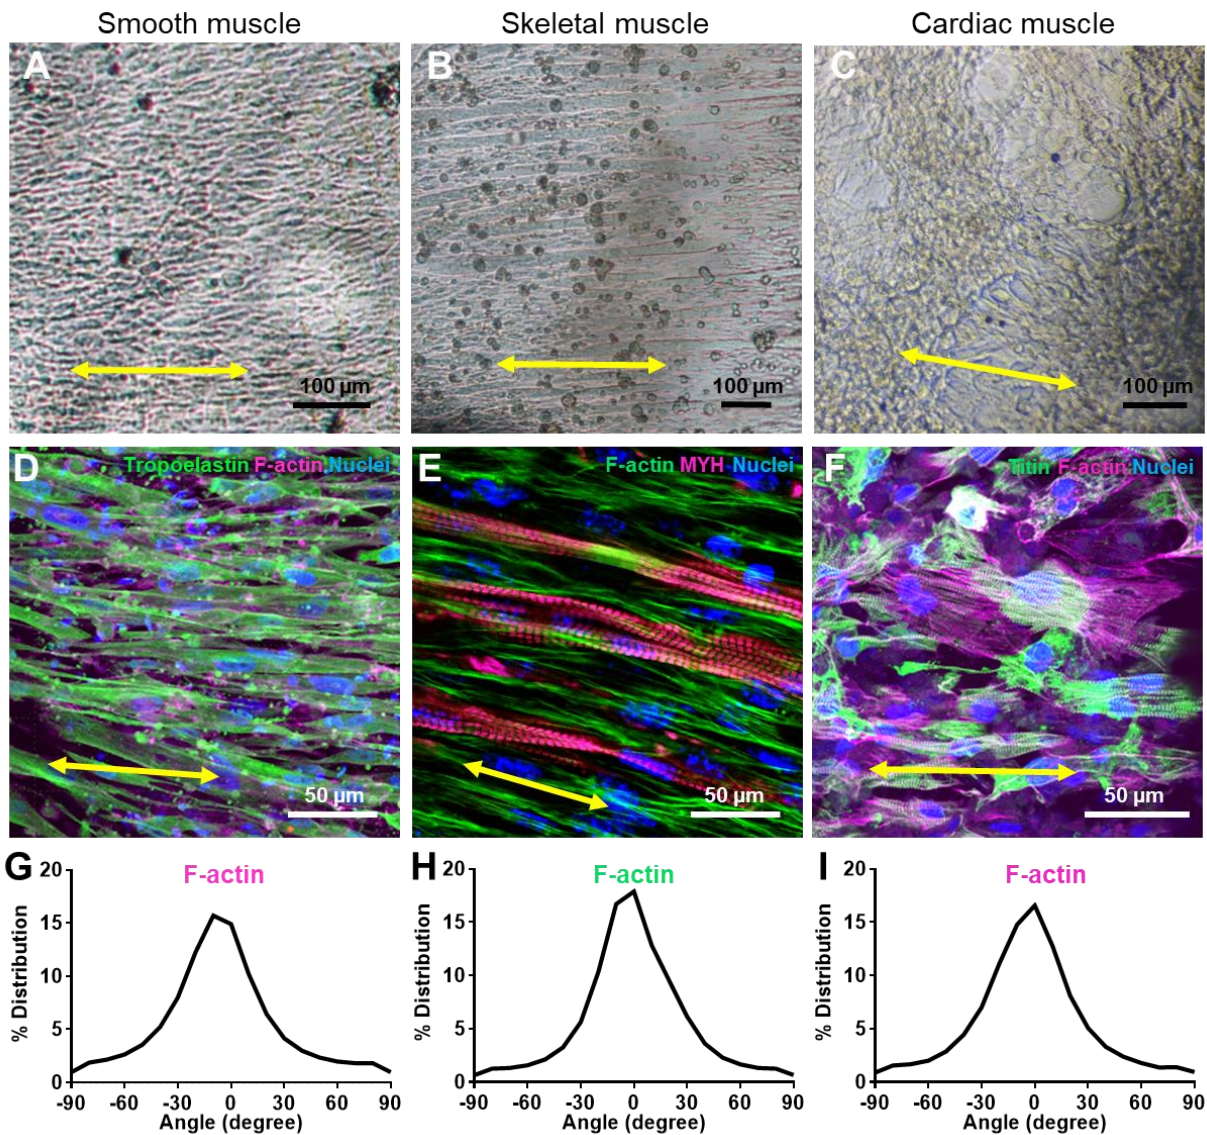 Smooth muscle
Skeletal muscle
Cardiac muscle
A
100 µm
B
100 µm
C
100 µm
D
Tropoelastin F-actin Nuclei
50 µm
E
F-actin MYH Nuclei
50 µm
F
Titin F-actin Nuclei
50 µm
G
F-actin
% Distribution
20
15
10
5
0
-90 -60 -30 0 30 60 90
Angle (degree)
H
F-actin
% Distribution
20
15
10
5
0
-90 -60 -30 0 30 60 90
Angle (degree)
I
F-actin
% Distribution
20
15
10
5
0
-90 -60 -30 0 30 60 90
Angle (degree)